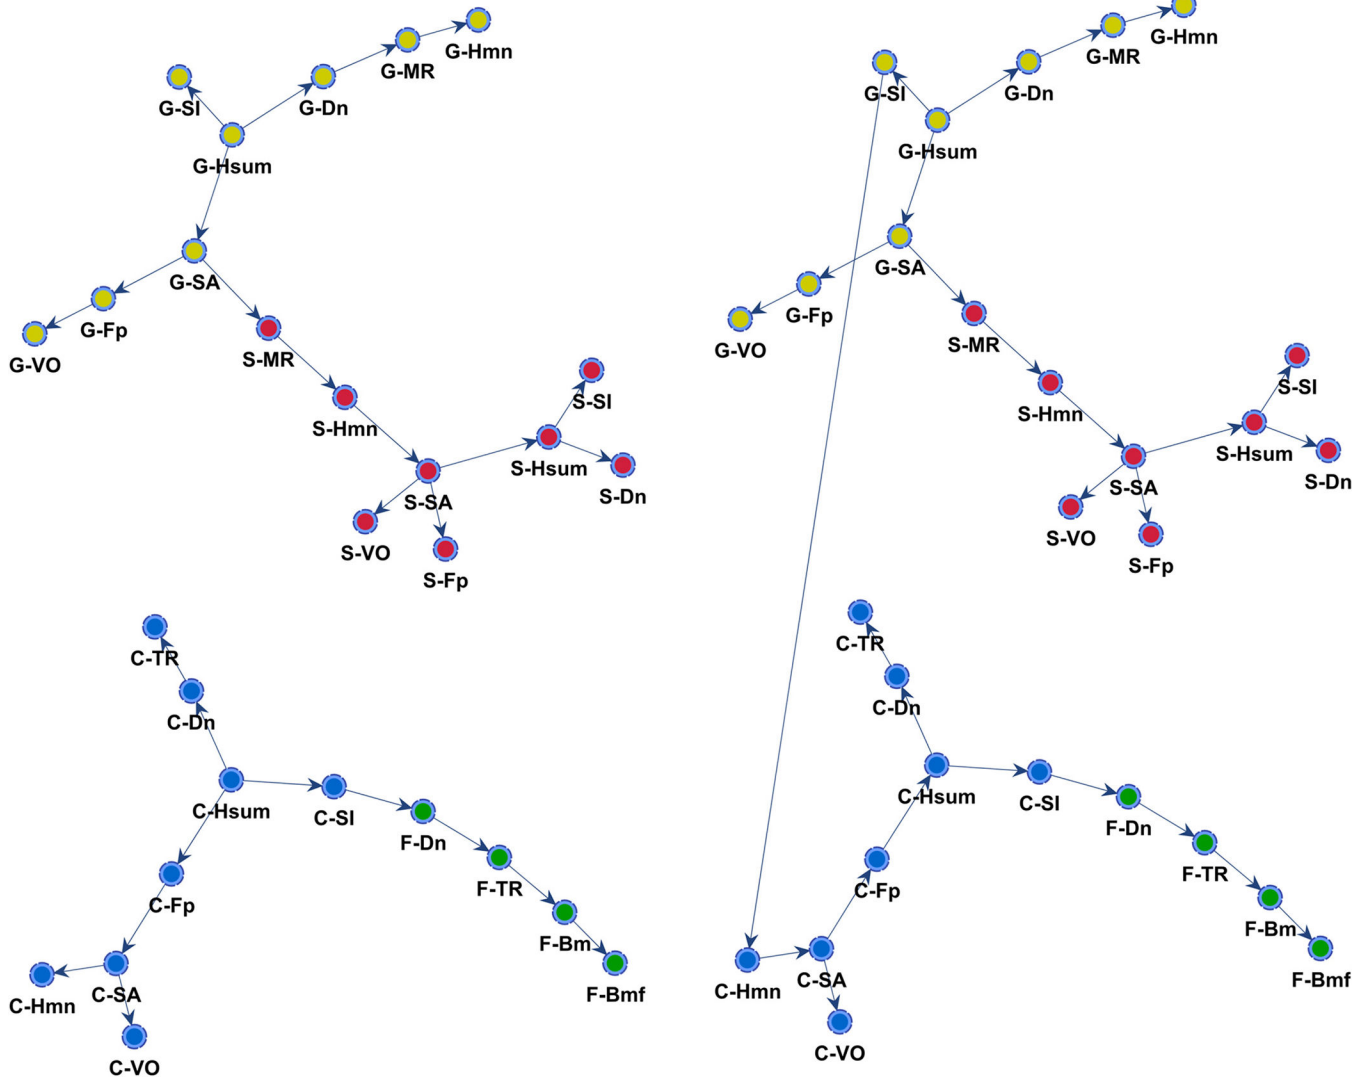 G-Hmn
G-MR
G-SI
G-Dn
G-Hsum
G-SA
G-Fp
G-VO
S-MR
S-Hmn
S-SI
S-Hsum
S-Dn
S-SA
S-VO
S-Fp
C-TR
C-Dn
C-Hsum
C-SI
F-Dn
F-TR
C-Fp
F-Bm
F-Bmf
C-SA
C-Hmn
C-VO
G-Hmn
G-MR
G-SI
G-Dn
G-Hsum
G-SA
G-Fp
G-VO
S-MR
S-Hmn
S-SI
S-Hsum
S-Dn
S-SA
S-VO
S-Fp
C-TR
C-Dn
C-Hsum
C-SI
F-Dn
F-TR
C-Fp
F-Bm
F-Bmf
C-SA
C-Hmn
C-VO